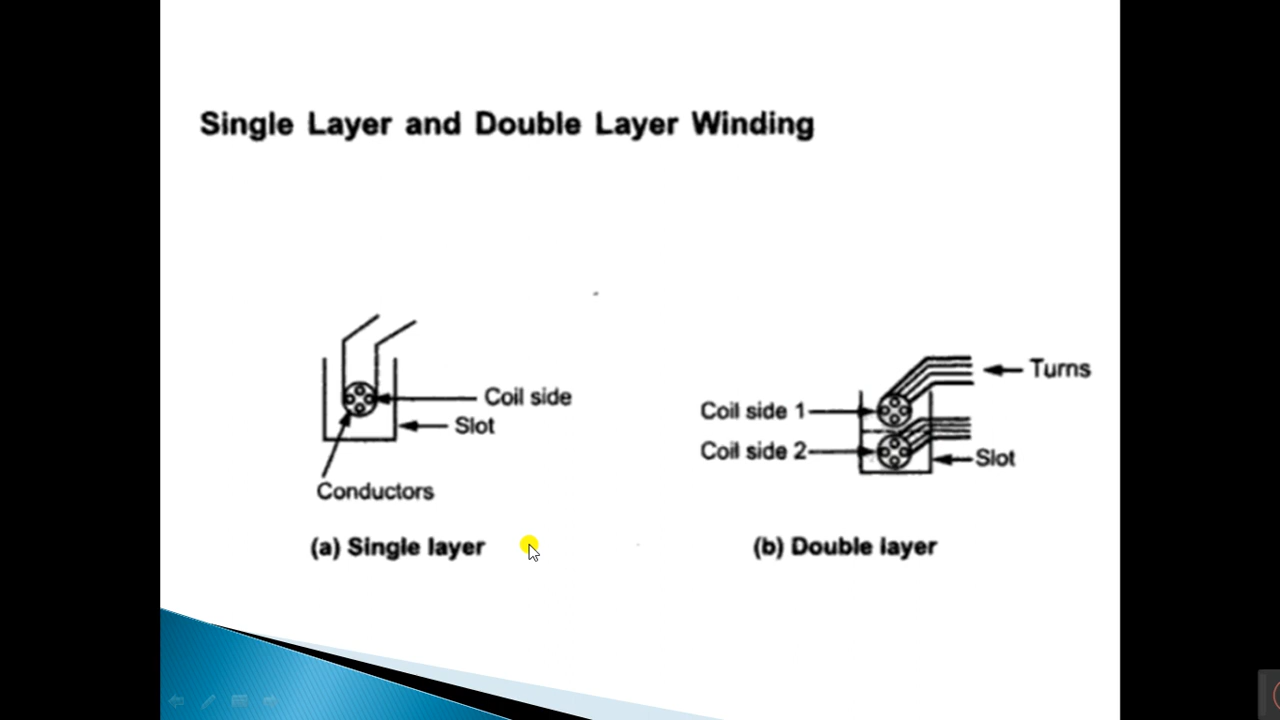 Single Layer and Double Layer Winding
Coil side
Slot
Conductors
(a) Single layer
Turns
Coil side 1
Coil side 2
Slot
(b) Double layer